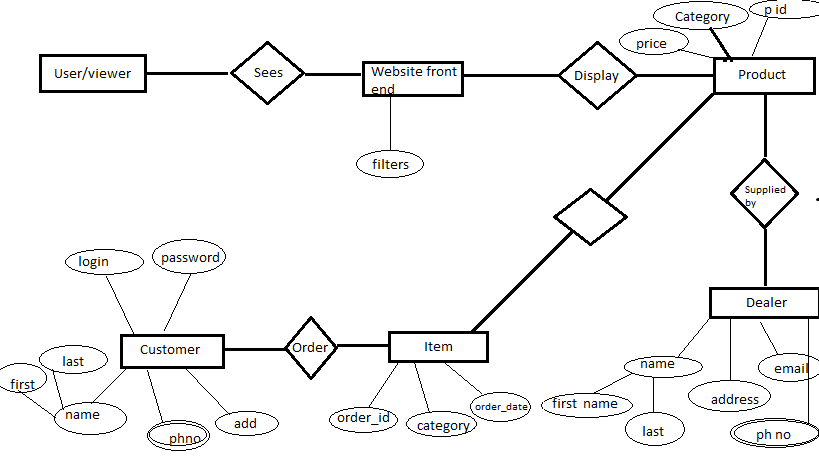 Category
p id
price
User/viewer
Sees
Website front
end
Display
Product
filters
Supplied
by
login
password
Dealer
Customer
Order
Item
last
first
name
phno
add
order_id
category
order_date
name
email
first name
address
last
ph no